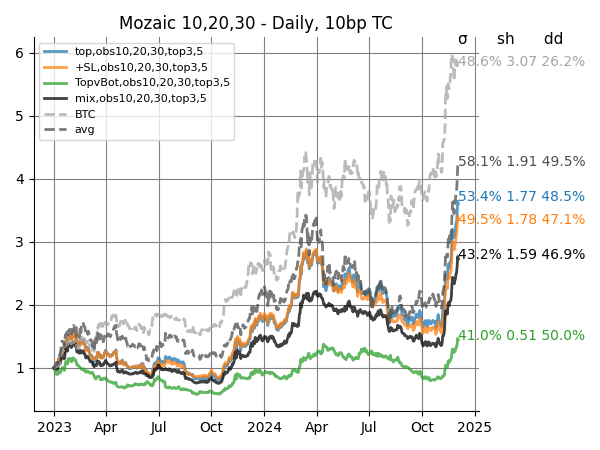 Mozaic 10,20,30 - Daily, 10bp TC
σ sh dd
top,obs10,20,30,top3,5
+SL,obs10,20,30,top3,5
TopvBot,obs10,20,30,top3,5
mix,obs10,20,30,top3,5
BTC
avg
48.6% 3.07 26.2%
58.1% 1.91 49.5%
53.4% 1.77 48.5%
49.5% 1.78 47.1%
43.2% 1.59 46.9%
41.0% 0.51 50.0%
6
5
4
3
2
1
2023 Apr Jul Oct 2024 Apr Jul Oct 2025